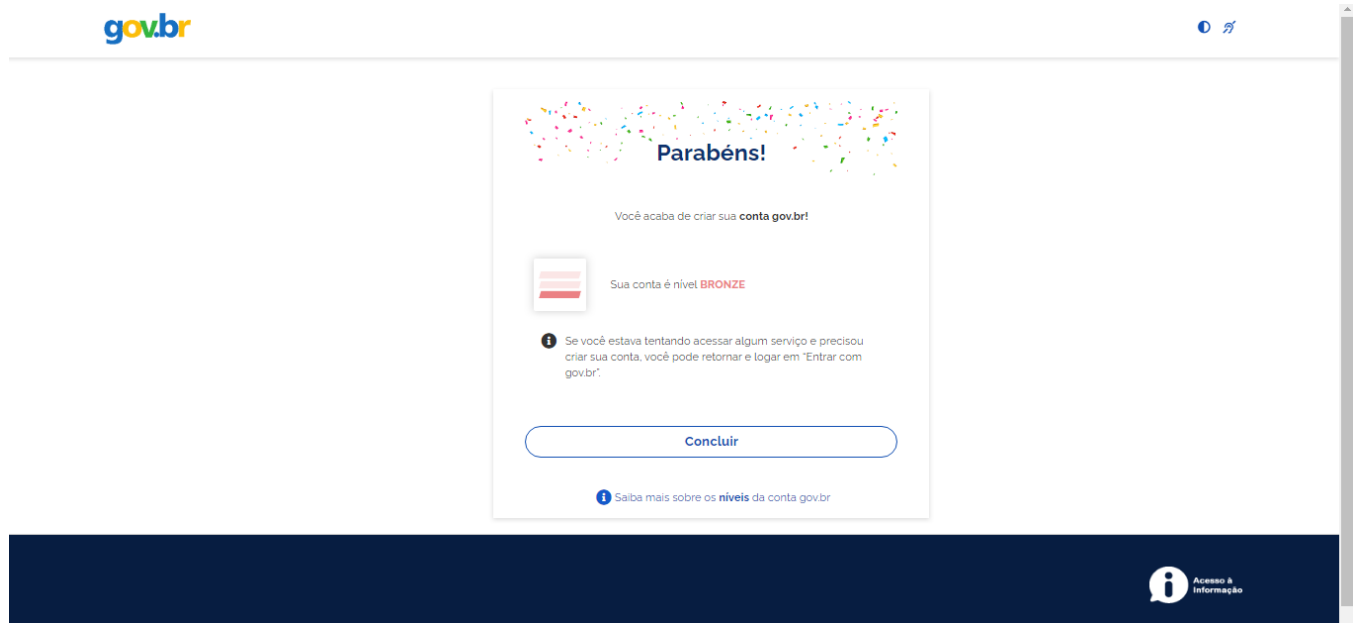 gov.br
Parabéns!
Você acaba de criar sua conta gov.br!
Sua conta é nível BRONZE
Se você estava tentando acessar algum serviço e precisou
criar sua conta, você pode retornar e logar em "Entrar com
gov.br".
Concluir
Saiba mais sobre os níveis da conta gov.br
Acesso à
Informação